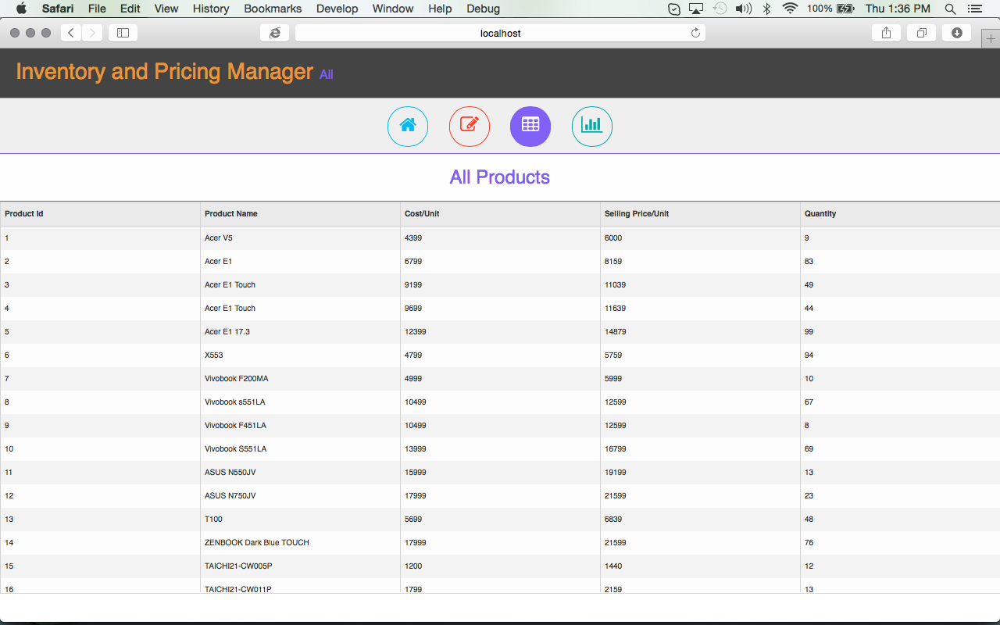 Safari File Edit View History Bookmarks Develop Window Help Debug 100% Thu 1:36 PM
localhost
Inventory and Pricing Manager All
All Products
Product Id Product Name Cost/Unit Selling Price/Unit Quantity
1 Acer V5 4399 6000 9
2 Acer E1 6799 8159 83
3 Acer E1 Touch 9199 11039 49
4 Acer E1 Touch 9699 11639 44
5 Acer E1 17.3 12399 14879 99
6 X553 4799 5759 94
7 Vivobook F200MA 4999 5999 10
8 Vivobook s551LA 10499 12599 67
9 Vivobook F451LA 10499 12599 8
10 Vivobook S551LA 13999 16799 69
11 ASUS N550JV 15999 19199 13
12 ASUS N750JV 17999 21599 23
13 T100 5699 6839 48
14 ZENBOOK Dark Blue TOUCH 17999 21599 76
15 TAICHI21-CW005P 1200 1440 12
16 TAICHI21-CW011P 1799 2159 13